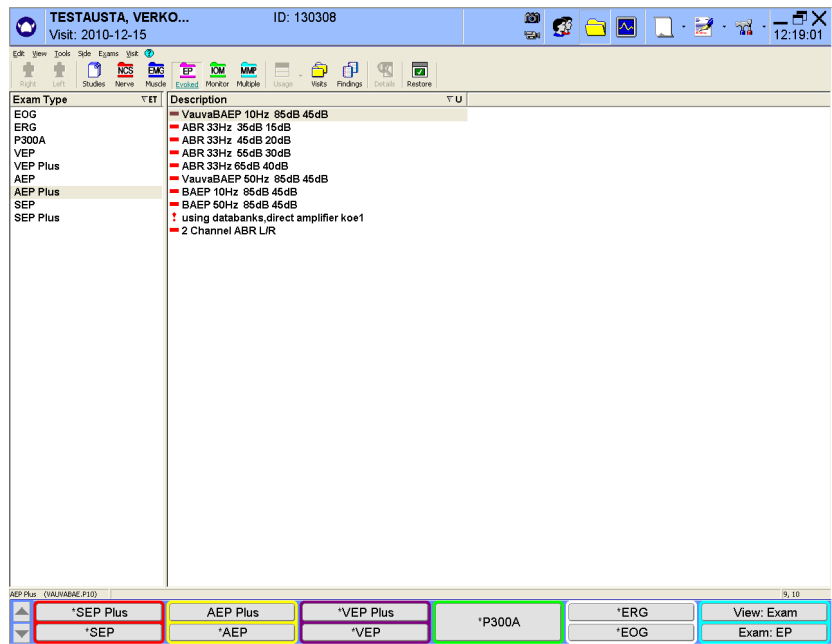 TESTAUSTA, VERKO... ID: 130308
Visit: 2010-12-15
12:19:01
Edit View Tools Side Exams Visit ?
Right Left Studies NCS Nerve EMG Muscle EP Evoked IOM Monitor MMP Multiple Usage Visits Findings Details Restore
Exam Type ET Description U
EOG
ERG
P300A
VEP
VEP Plus
AEP
AEP Plus
SEP
SEP Plus
VauvaBAEP 10Hz 85dB 45dB
ABR 33Hz 35dB 15dB
ABR 33Hz 45dB 20dB
ABR 33Hz 55dB 30dB
ABR 33Hz 65dB 40dB
VauvaBAEP 50Hz 85dB 45dB
BAEP 10Hz 85dB 45dB
BAEP 50Hz 85dB 45dB
! using databanks,direct amplifier koe1
2 Channel ABR L/R
AEP Plus (VAUVABAE.P10) 9, 10
*SEP Plus AEP Plus *VEP Plus *P300A *ERG View: Exam
*SEP *AEP *VEP *EOG Exam: EP